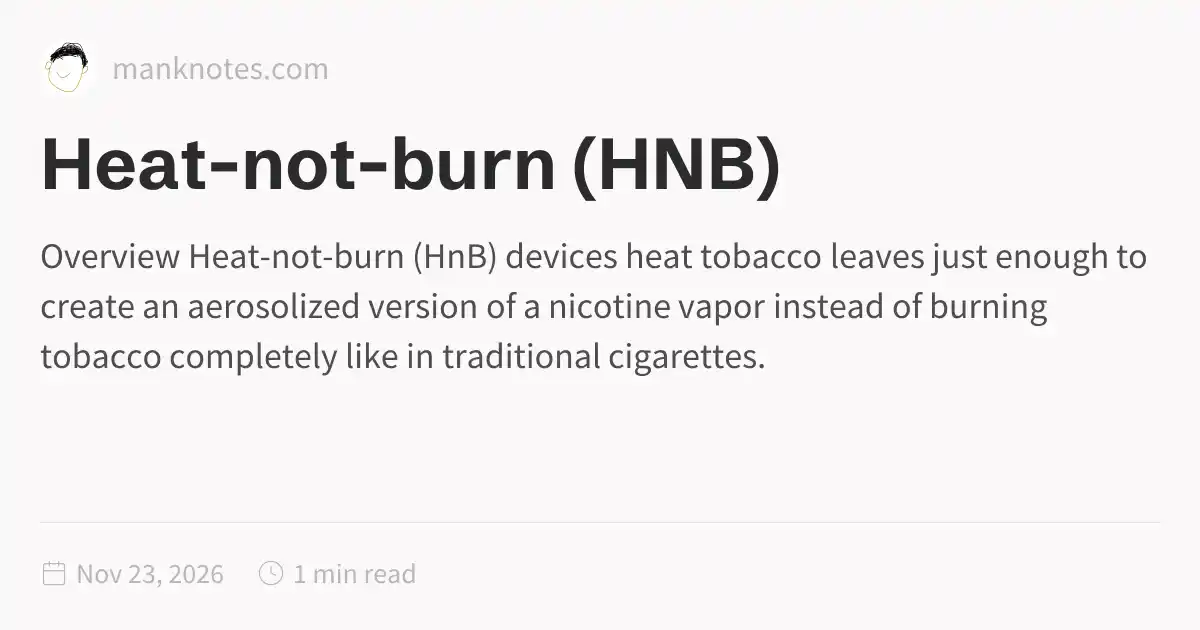 manknotes.com
Heat-not-burn (HNB)
Overview Heat-not-burn (HnB) devices heat tobacco leaves just enough to
create an aerosolized version of a nicotine vapor instead of burning
tobacco completely like in traditional cigarettes.
Nov 23, 2026 1 min read